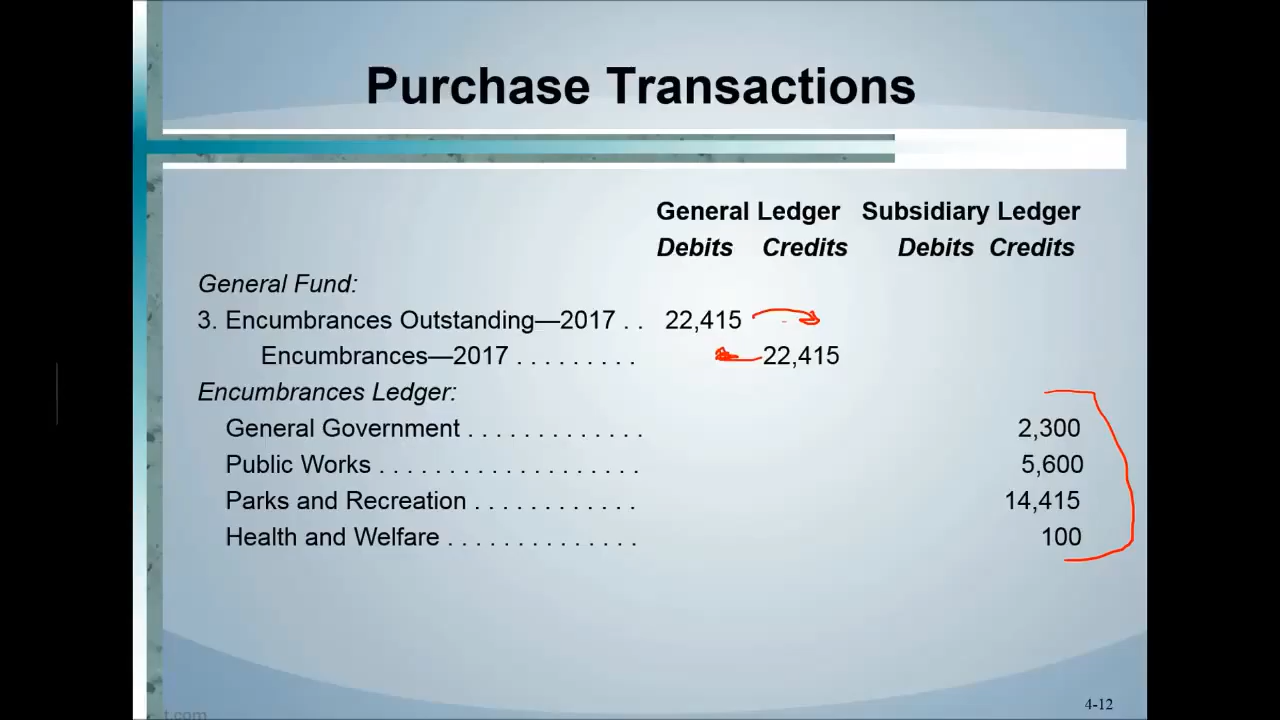 Purchase Transactions
General Ledger Subsidiary Ledger
Debits Credits Debits Credits
General Fund:
3. Encumbrances Outstanding—2017 . . 22,415
Encumbrances—2017 . . . . . . . . . 22,415
Encumbrances Ledger:
General Government . . . . . . . . . . . . . 2,300
Public Works . . . . . . . . . . . . . . . . . . . 5,600
Parks and Recreation . . . . . . . . . . . . 14,415
Health and Welfare . . . . . . . . . . . . . . 100
4-12
t.com